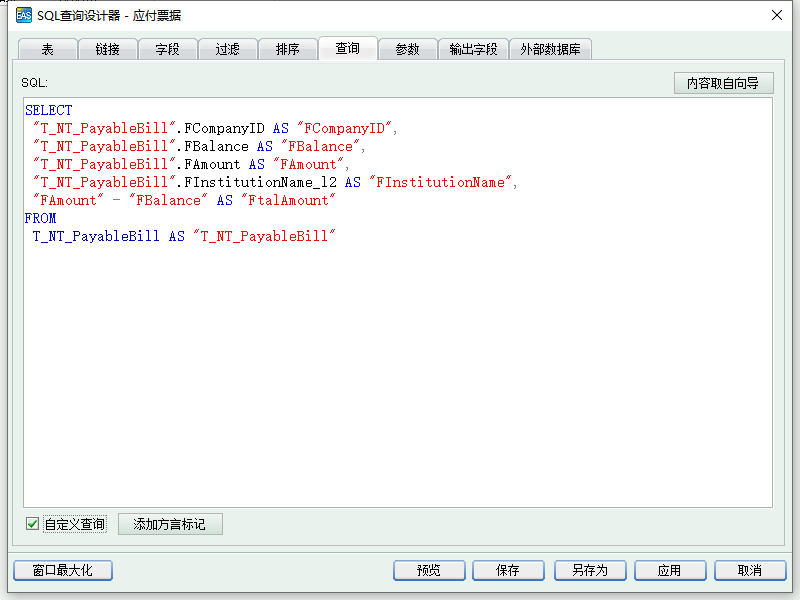 EAS SQL查询设计器 - 应付票据
表 链接 字段 过滤 排序 查询 参数 输出字段 外部数据库
SQL: 内容取自向导
SELECT
"T_NT_PayableBill".FCompanyID AS "FCompanyID",
"T_NT_PayableBill".FBalance AS "FBalance",
"T_NT_PayableBill".FAmount AS "FAmount",
"T_NT_PayableBill".FInstitutionName_l2 AS "FInstitutionName",
"FAmount" - "FBalance" AS "FtalAmount"
FROM
T_NT_PayableBill AS "T_NT_PayableBill"
自定义查询 添加方言标记
窗口最大化 预览 保存 另存为 应用 取消